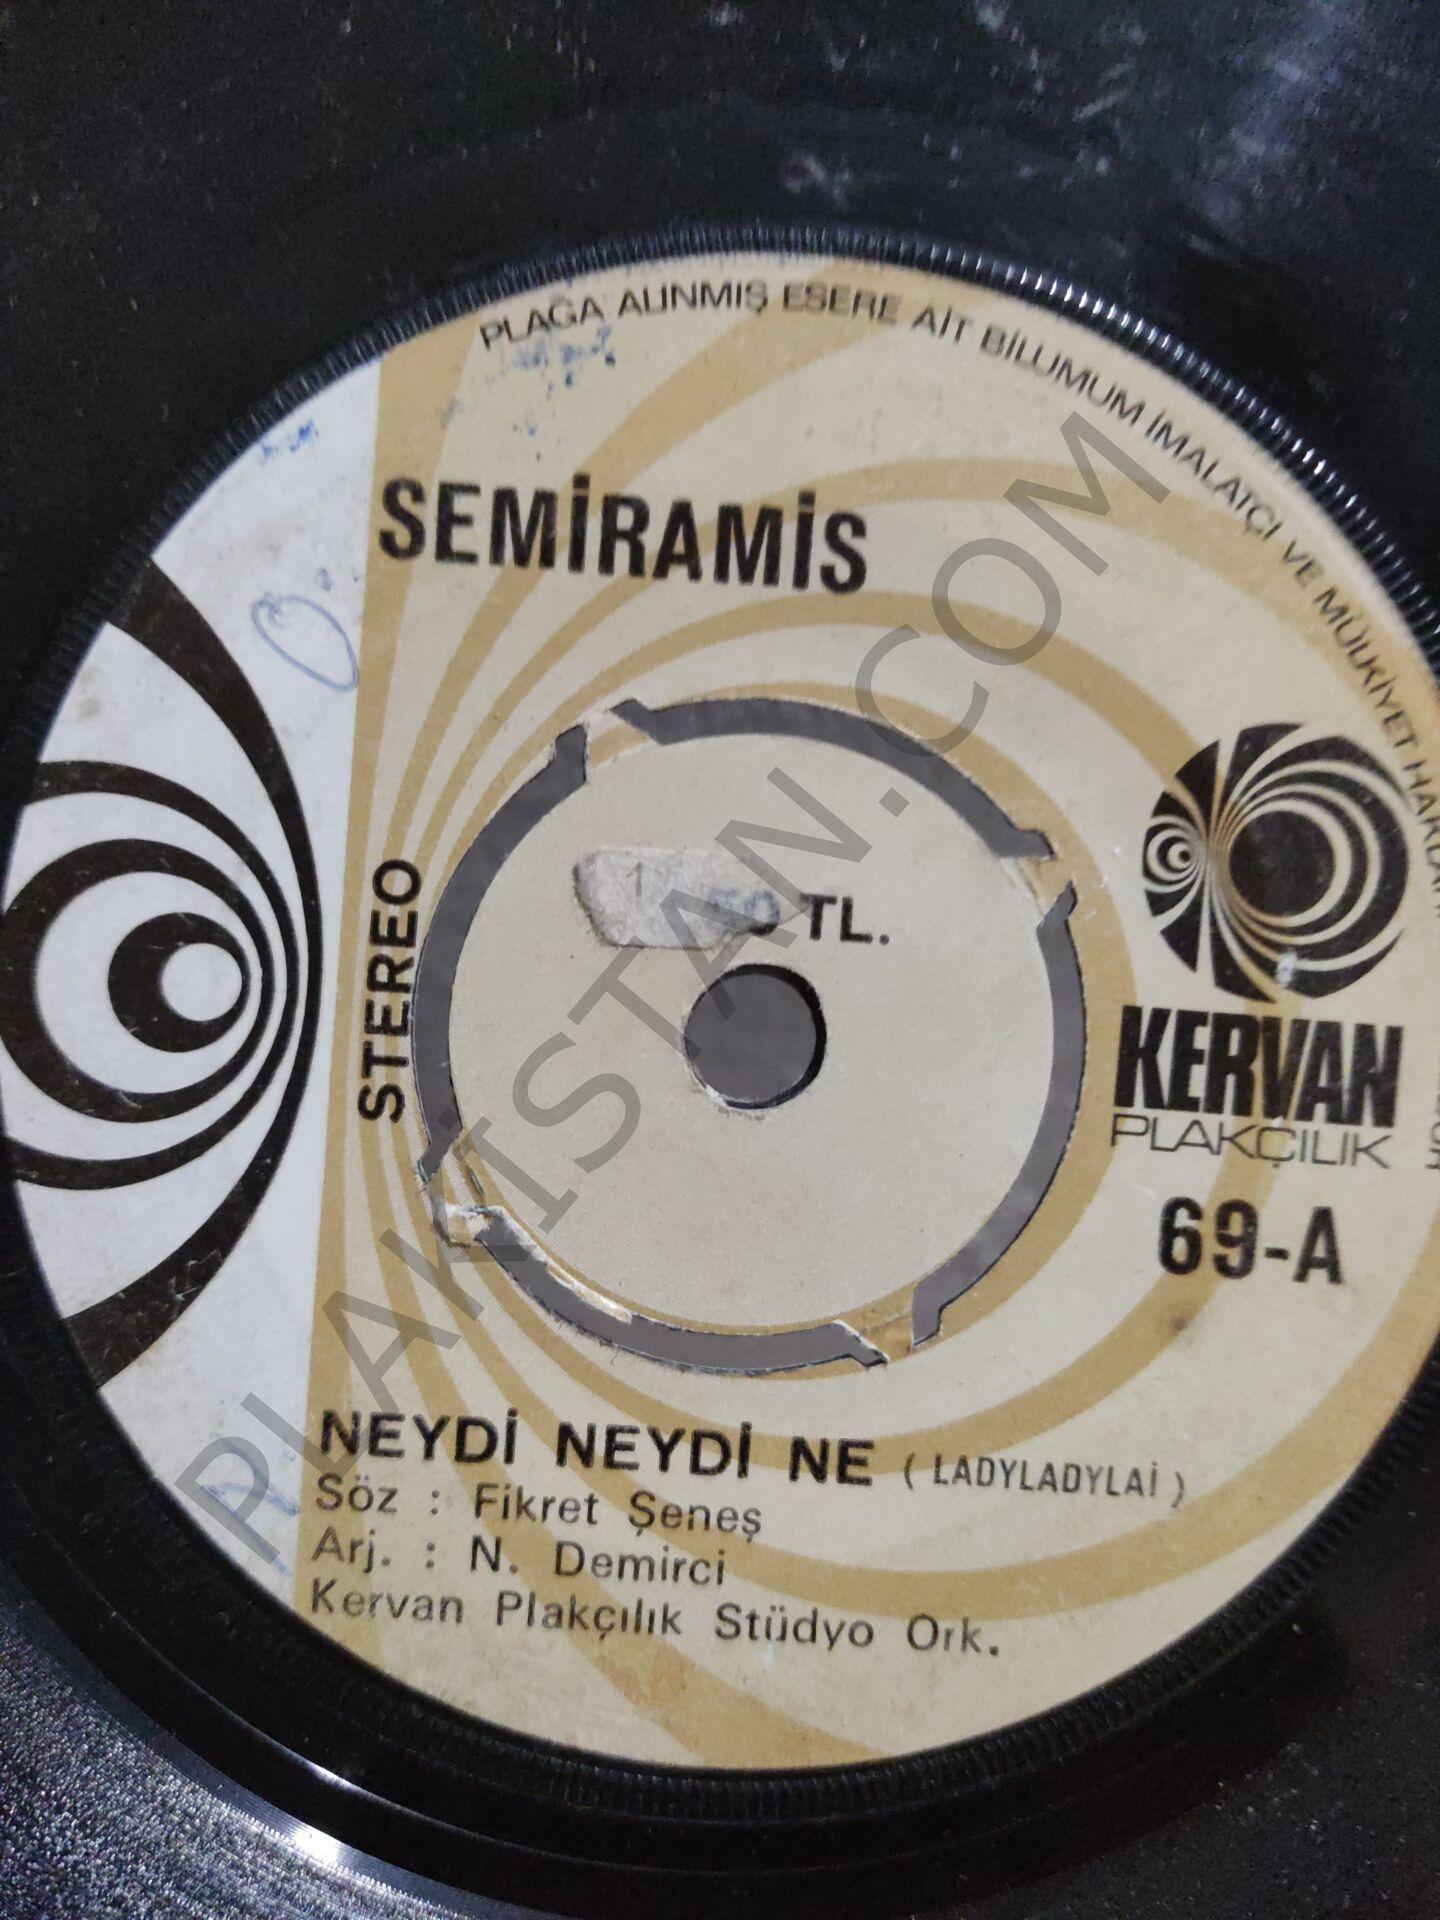 PLAĞA ALINMIŞ ESERE AİT BİLUMUM İMALATÇI VE MÜLKİYET HAKLARI
SEMİRAMİS
STEREO
50 TL.
KERVAN
PLAKÇILIK
69-A
NEYDİ NEYDİ NE ( LADYLADYLAİ )
Söz : Fikret Şeneş
Arj. : N. Demirci
Kervan Plakçılık Stüdyo Ork.
PLAKİSTAN.COM